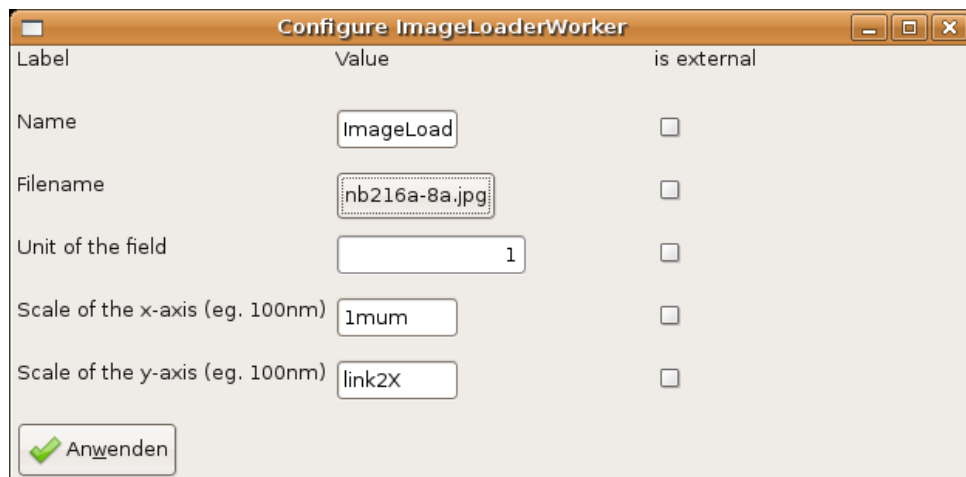 Configure ImageLoaderWorker
Label Value is external
Name ImageLoad
Filename nb216a-8a.jpg
Unit of the field 1
Scale of the x-axis (eg. 100nm) 1mum
Scale of the y-axis (eg. 100nm) link2X
Anwenden